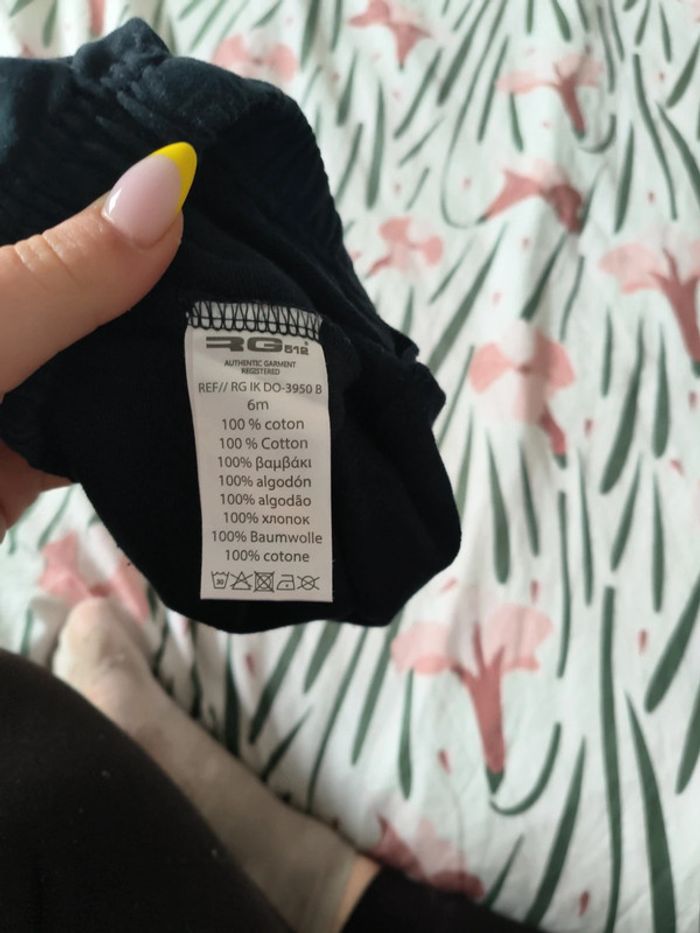 RG512
AUTHENTIC GARMENT
REGISTERED
REF// RG IK DO-3950 B
6m
100 % coton
100 % Cotton
100% βαμβάκι
100% algodón
100% algodão
100% хлопок
100% Baumwolle
100% cotone
30